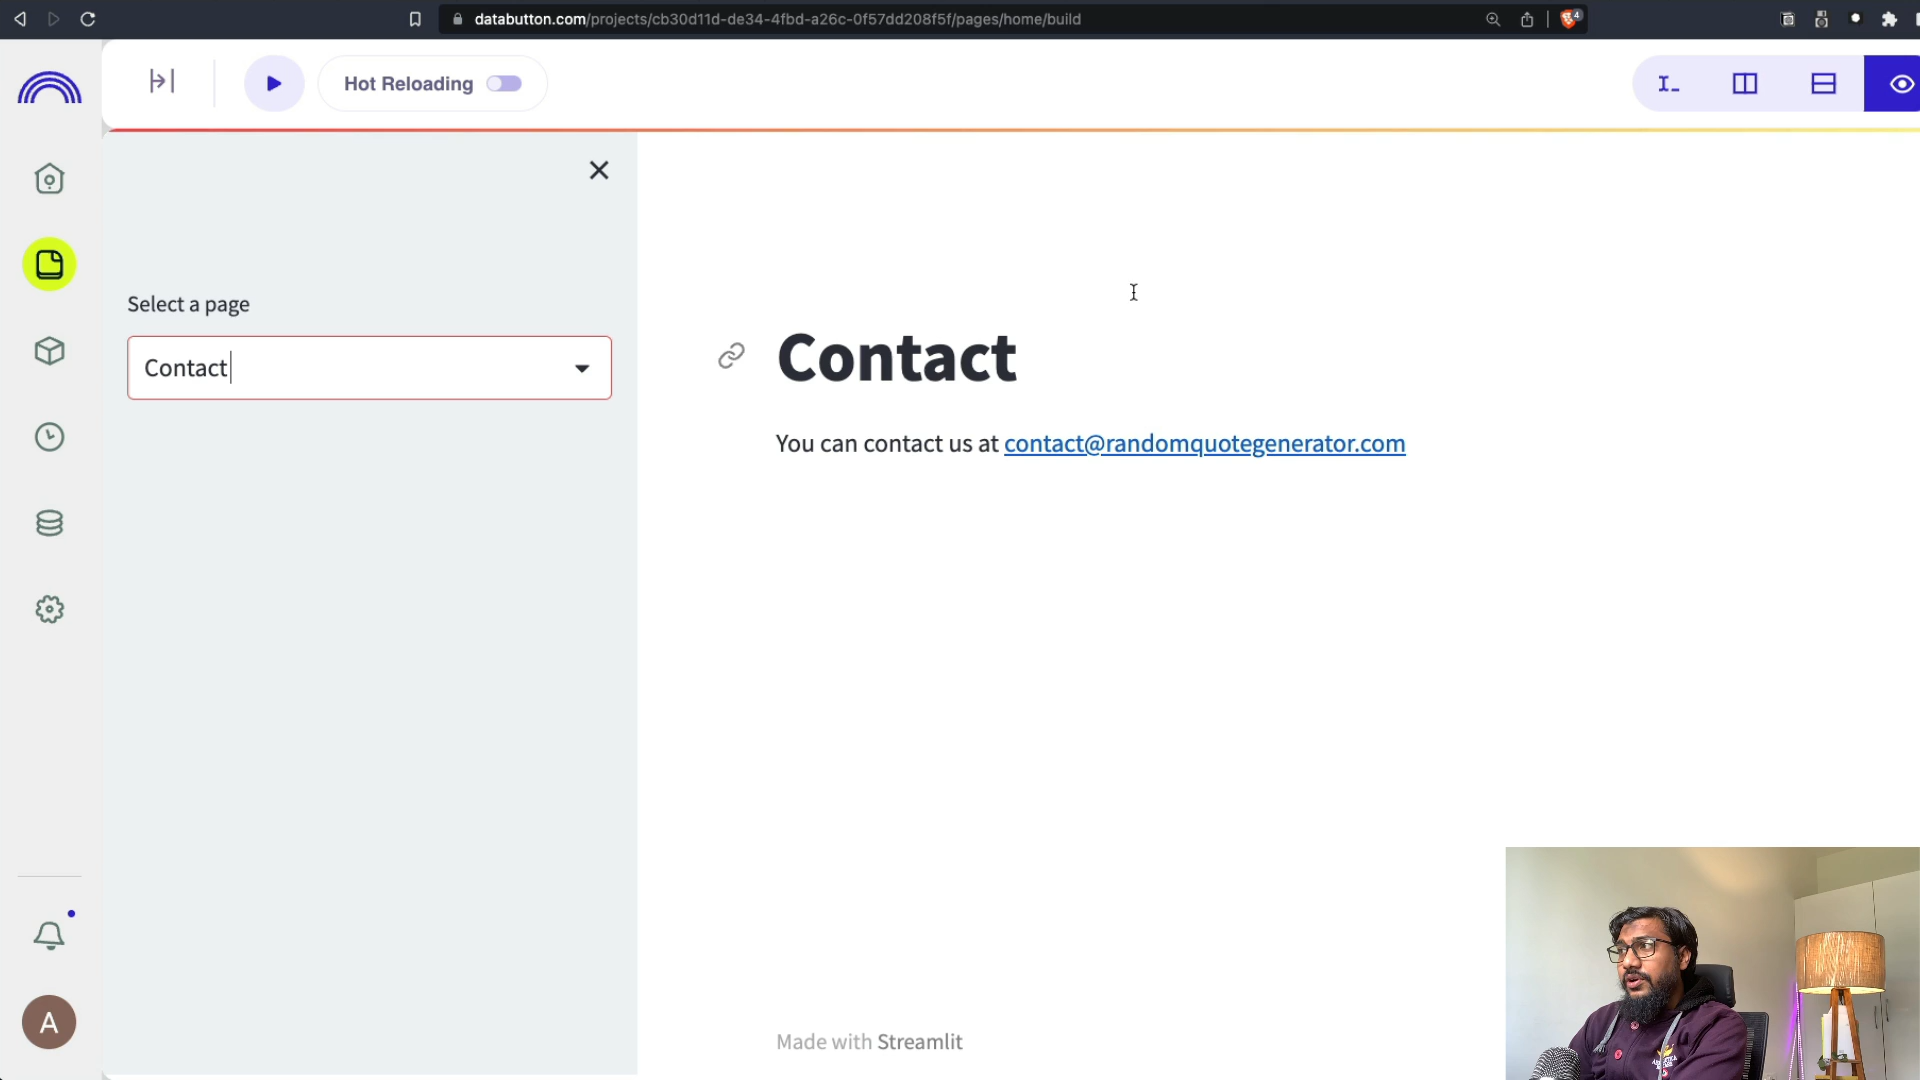 databutton.com/projects/cb30d11d-de34-4fbd-a26c-0f57dd208f5f/pages/home/build
4
Hot Reloading
Select a page
Contact
Contact
You can contact us at contact@randomquotegenerator.com
A
Made with Streamlit